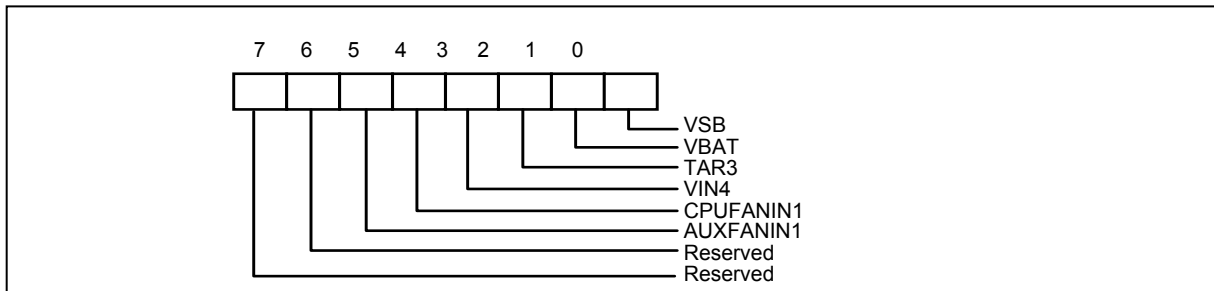 7 6 5 4 3 2 1 0
VSB
VBAT
TAR3
VIN4
CPUFANIN1
AUXFANIN1
Reserved
Reserved